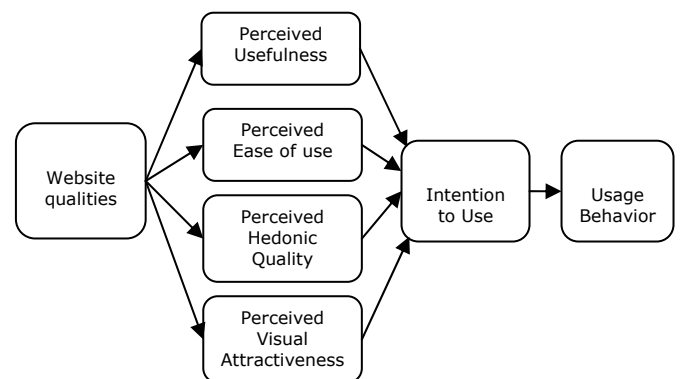 Perceived
Usefulness
Perceived
Ease of use
Website
qualities
Perceived
Hedonic
Quality
Perceived
Visual
Attractiveness
Intention
to Use
Usage
Behavior